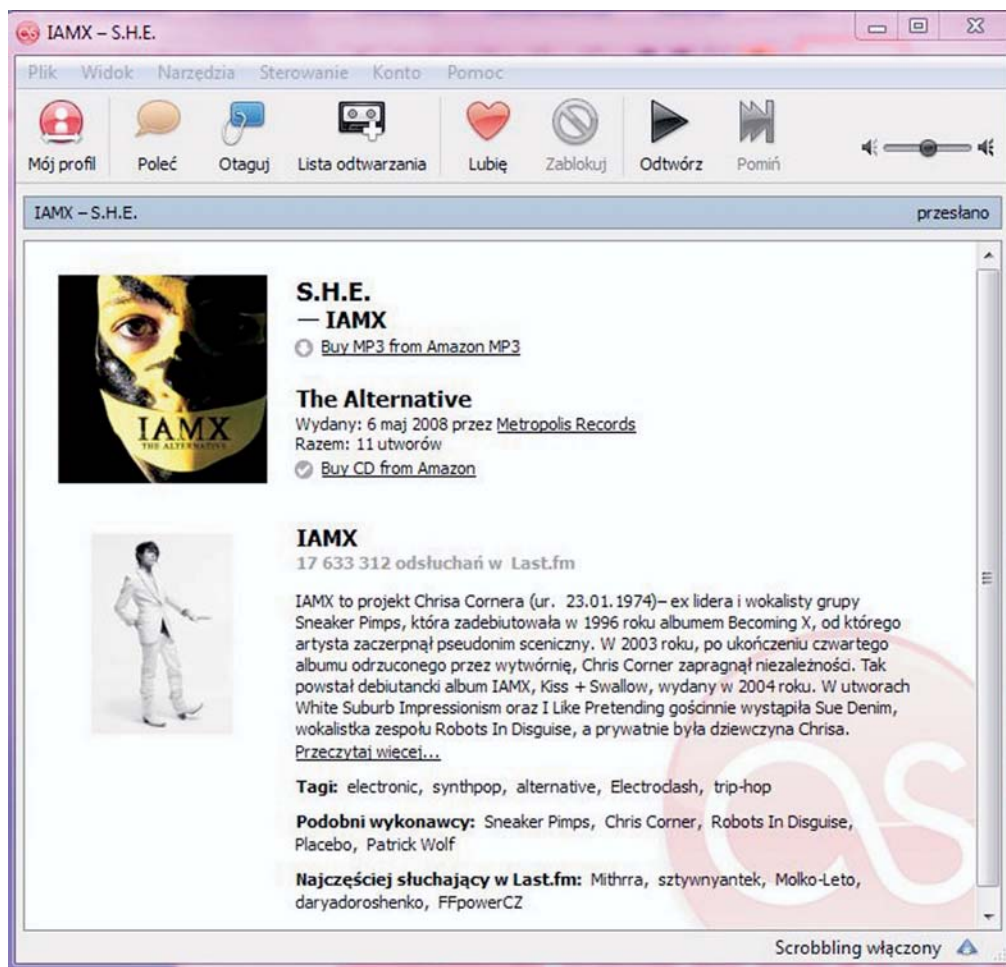 IAMX – S.H.E.
Plik Widok Narzędzia Sterowanie Konto Pomoc
Mój profil Poleć Otaguj Lista odtwarzania Lubię Zablokuj Odtwórz Pomiń
IAMX – S.H.E. przesłano
S.H.E.
— IAMX
Buy MP3 from Amazon MP3
The Alternative
Wydany: 6 maj 2008 przez Metropolis Records
Razem: 11 utworów
Buy CD from Amazon
IAMX
THE ALTERNATIVE
IAMX
17 633 312 odsłuchań w Last.fm
IAMX to projekt Chrisa Cornera (ur. 23.01.1974)– ex lidera i wokalisty grupy
Sneaker Pimps, która zadebiutowała w 1996 roku albumem Becoming X, od którego
artysta zaczerpnął pseudonim sceniczny. W 2003 roku, po ukończeniu czwartego
albumu odrzuconego przez wytwórnię, Chris Corner zapragnął niezależności. Tak
powstał debiutancki album IAMX, Kiss + Swallow, wydany w 2004 roku. W utworach
White Suburb Impressionism oraz I Like Pretending gościnnie wystąpiła Sue Denim,
wokalistka zespołu Robots In Disguise, a prywatnie była dziewczyna Chrisa.
Przeczytaj więcej...
Tagi: electronic, synthpop, alternative, Electroclash, trip-hop
Podobni wykonawcy: Sneaker Pimps, Chris Corner, Robots In Disguise,
Placebo, Patrick Wolf
Najczęściej słuchający w Last.fm: Mithrra, sztywnyantek, Molko-Leto,
daryadoroshenko, FFpowerCZ
Scrobbling włączony